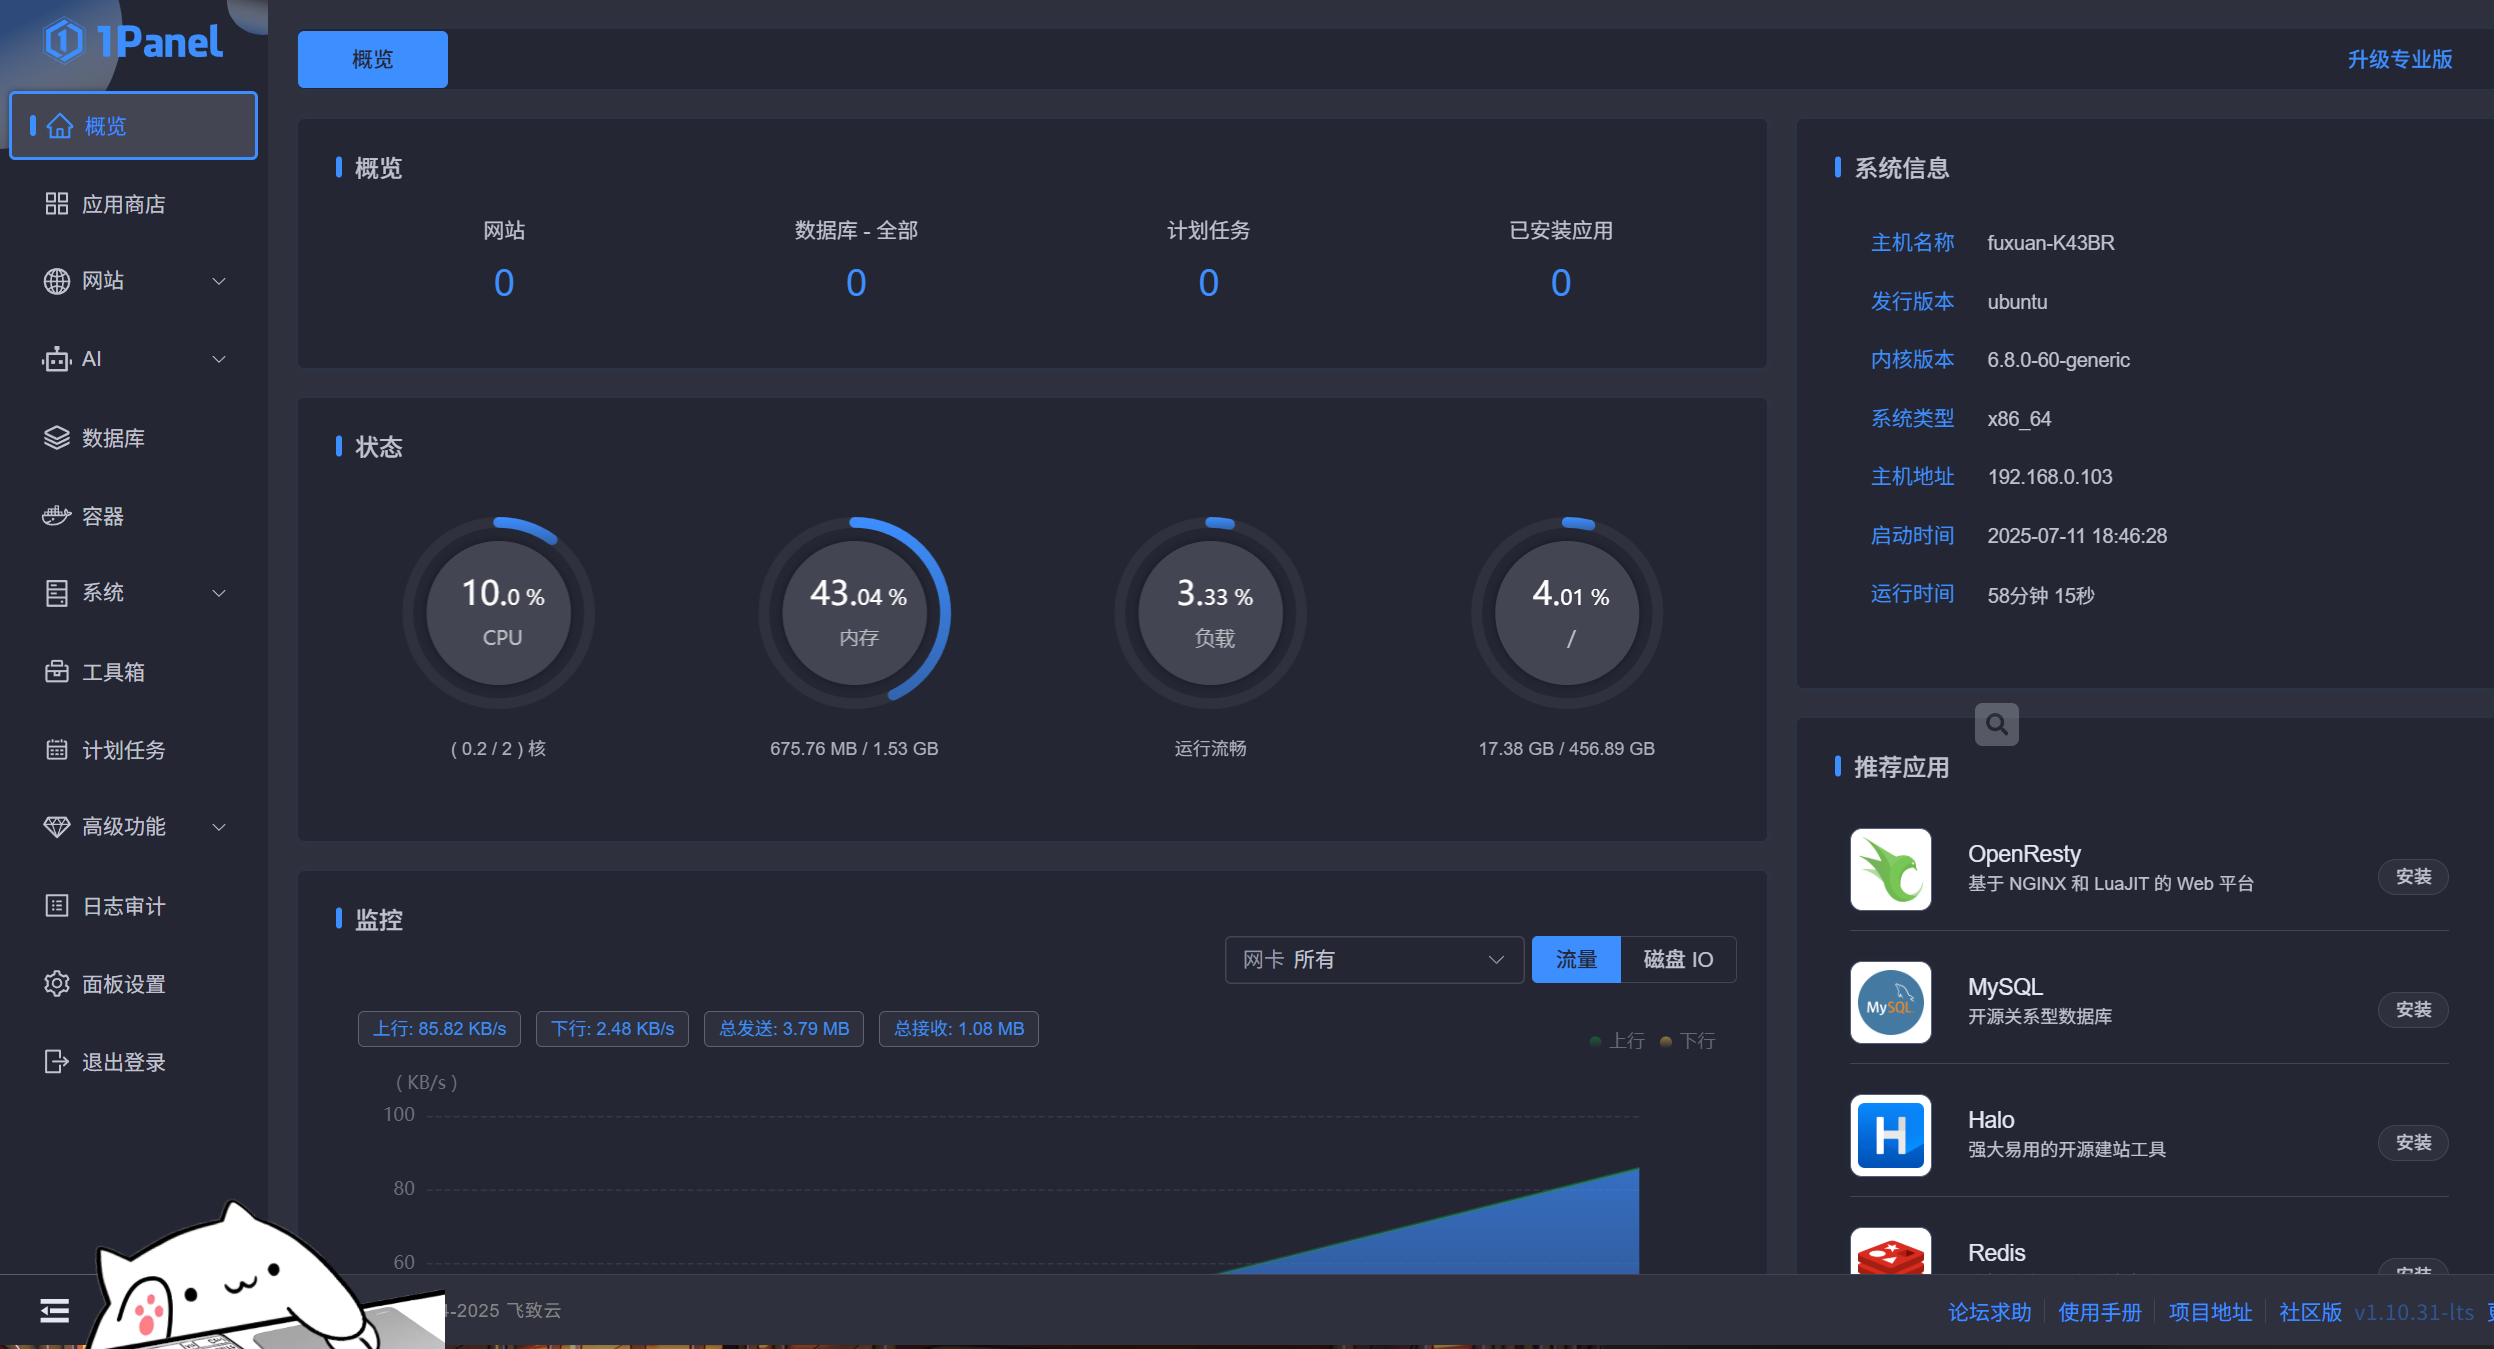 1Panel
概览
应用商店
网站
AI
数据库
容器
系统
工具箱
计划任务
高级功能
日志审计
面板设置
退出登录
概览
升级专业版
概览
网站
数据库 - 全部
计划任务
已安装应用
0
0
0
0
状态
10.0 %
CPU
( 0.2 / 2 ) 核
43.04 %
内存
675.76 MB / 1.53 GB
3.33 %
负载
运行流畅
4.01 %
/
17.38 GB / 456.89 GB
监控
网卡 所有
流量
磁盘 IO
上行: 85.82 KB/s
下行: 2.48 KB/s
总发送: 3.79 MB
总接收: 1.08 MB
上行
下行
( KB/s )
100
80
60
系统信息
主机名称 fuxuan-K43BR
发行版本 ubuntu
内核版本 6.8.0-60-generic
系统类型 x86_64
主机地址 192.168.0.103
启动时间 2025-07-11 18:46:28
运行时间 58分钟 15秒
推荐应用
OpenResty
基于 NGINX 和 LuaJIT 的 Web 平台
安装
MySQL
MySQL
开源关系型数据库
安装
H
Halo
强大易用的开源建站工具
安装
Redis
安装
-2025 飞致云
论坛求助
使用手册
项目地址
社区版 v1.10.31-lts